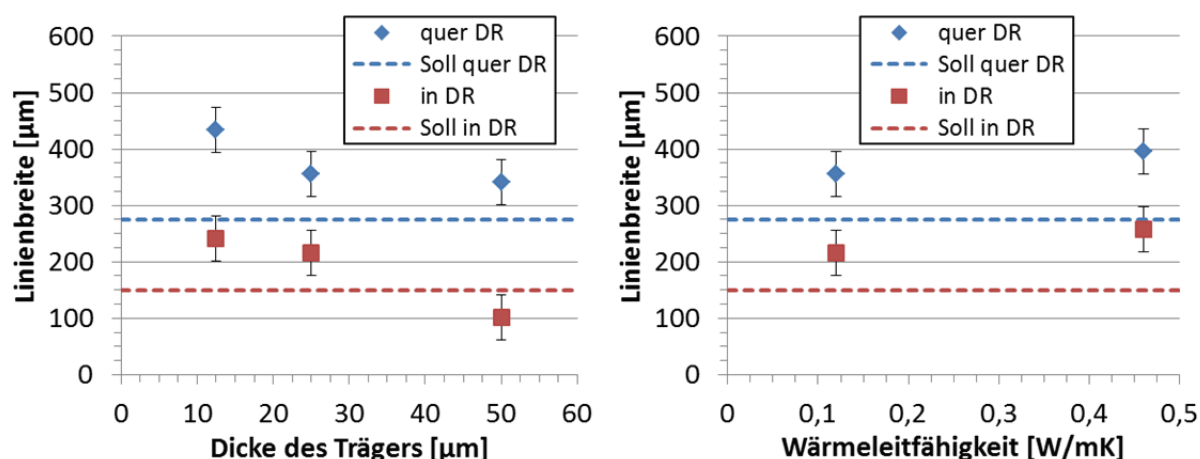 600
500
400
300
200
100
0
Linienbreite [µm]
0 10 20 30 40 50 60
Dicke des Trägers [µm]
quer DR
Soll quer DR
in DR
Soll in DR
600
500
400
300
200
100
0
Linienbreite [µm]
0 0,1 0,2 0,3 0,4 0,5
Wärmeleitfähigkeit [W/mK]
quer DR
Soll quer DR
in DR
Soll in DR